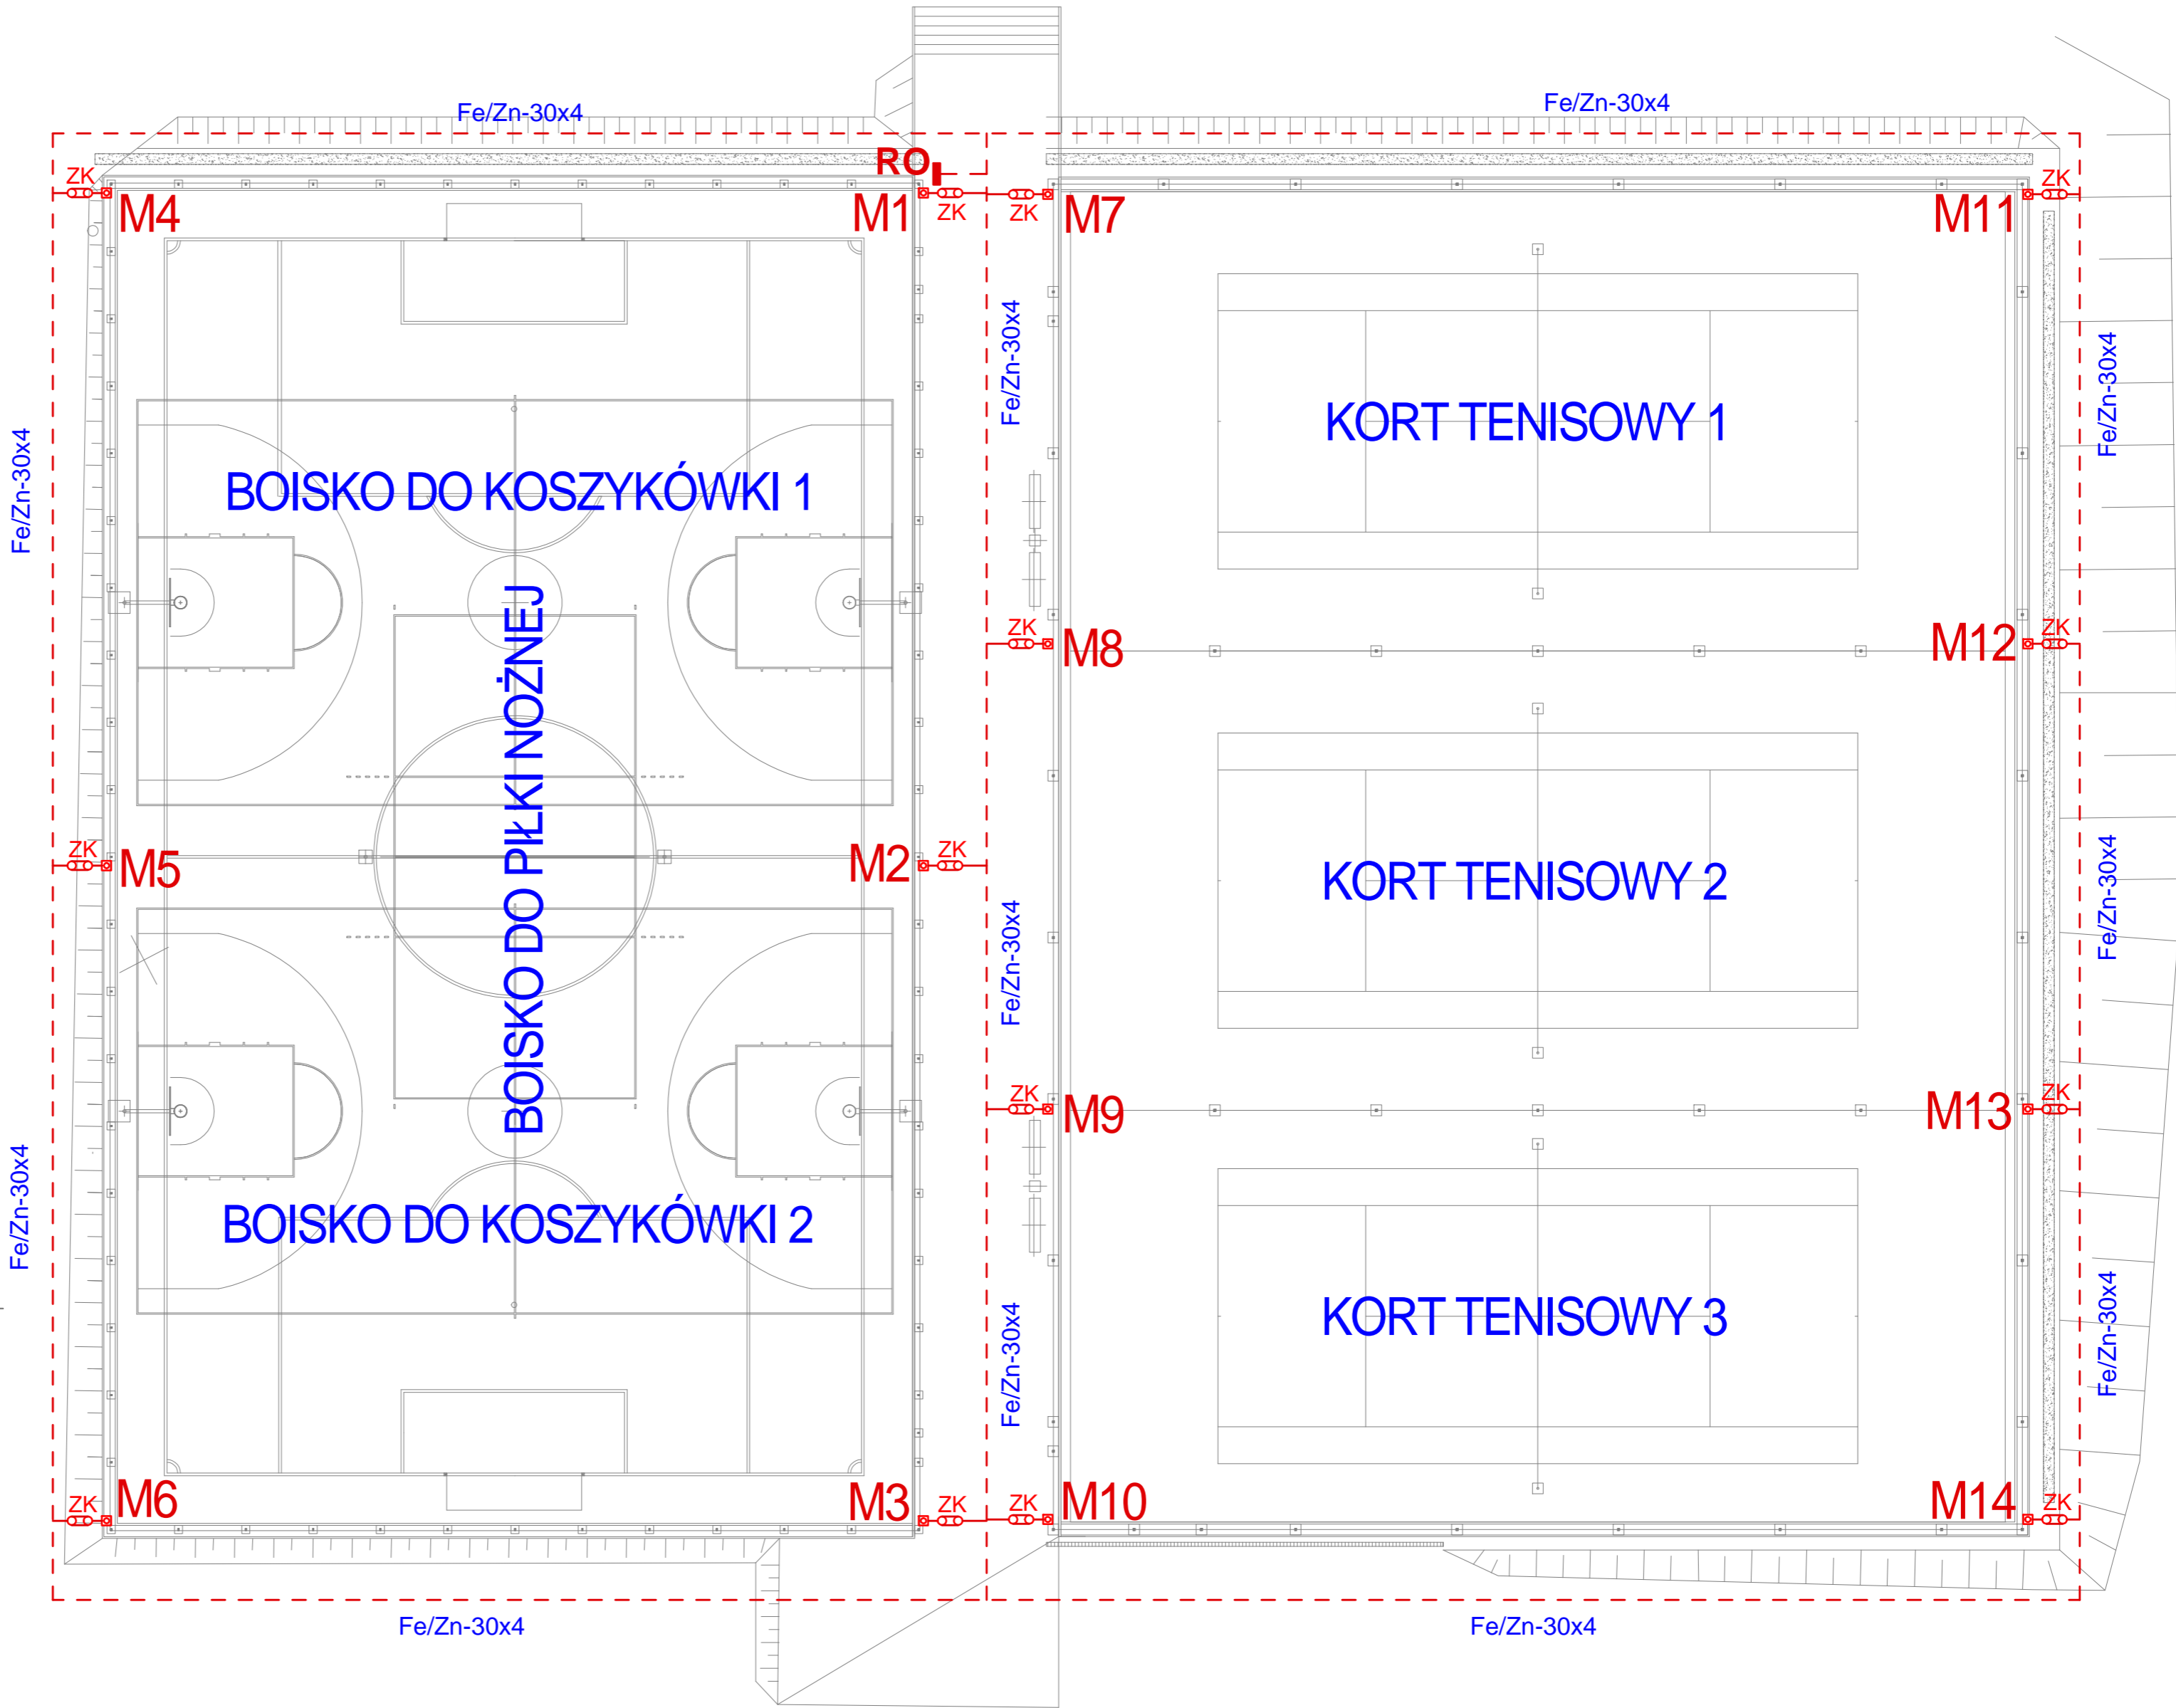 Fe/Zn-30x4
Fe/Zn-30x4
RO
ZK
ZK
ZK
ZK
M4
M1
M7
M11
Fe/Zn-30x4
Fe/Zn-30x4
Fe/Zn-30x4
KORT TENISOWY 1
BOISKO DO KOSZYKÓWKI 1
ZK
ZK
M8
M12
BOISKO DO PIŁKI NOŻNEJ
ZK
ZK
M5
M2
KORT TENISOWY 2
Fe/Zn-30x4
Fe/Zn-30x4
ZK
ZK
M9
M13
Fe/Zn-30x4
BOISKO DO KOSZYKÓWKI 2
KORT TENISOWY 3
Fe/Zn-30x4
Fe/Zn-30x4
ZK
ZK
ZK
ZK
M6
M3
M10
M14
Fe/Zn-30x4
Fe/Zn-30x4